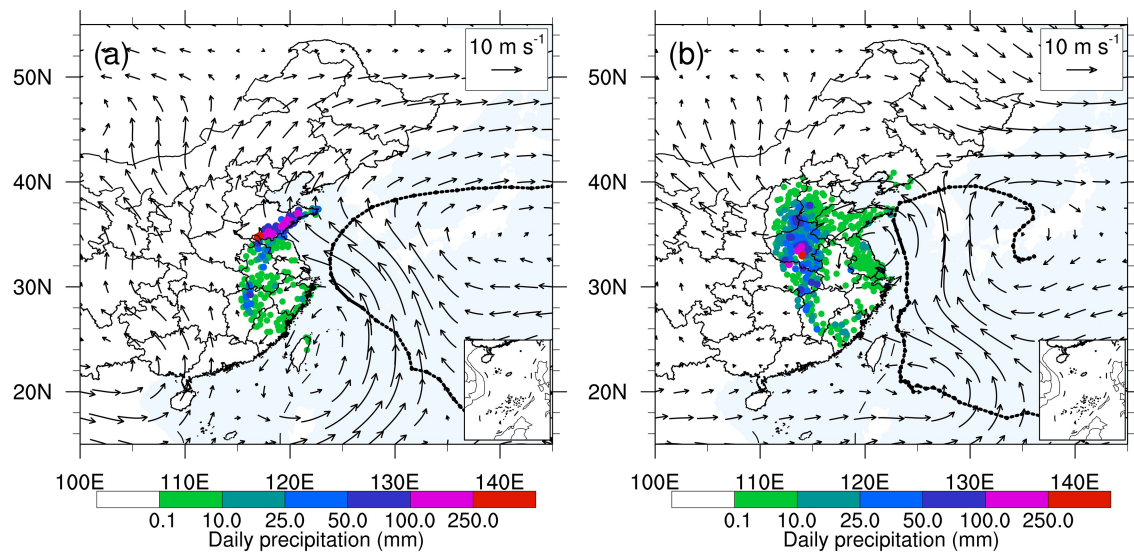 (a)
10 m s⁻¹
50N
40N
30N
20N
100E 110E 120E 130E 140E
0.1 10.0 25.0 50.0 100.0 250.0
Daily precipitation (mm)
(b)
10 m s⁻¹
50N
40N
30N
20N
100E 110E 120E 130E 140E
0.1 10.0 25.0 50.0 100.0 250.0
Daily precipitation (mm)